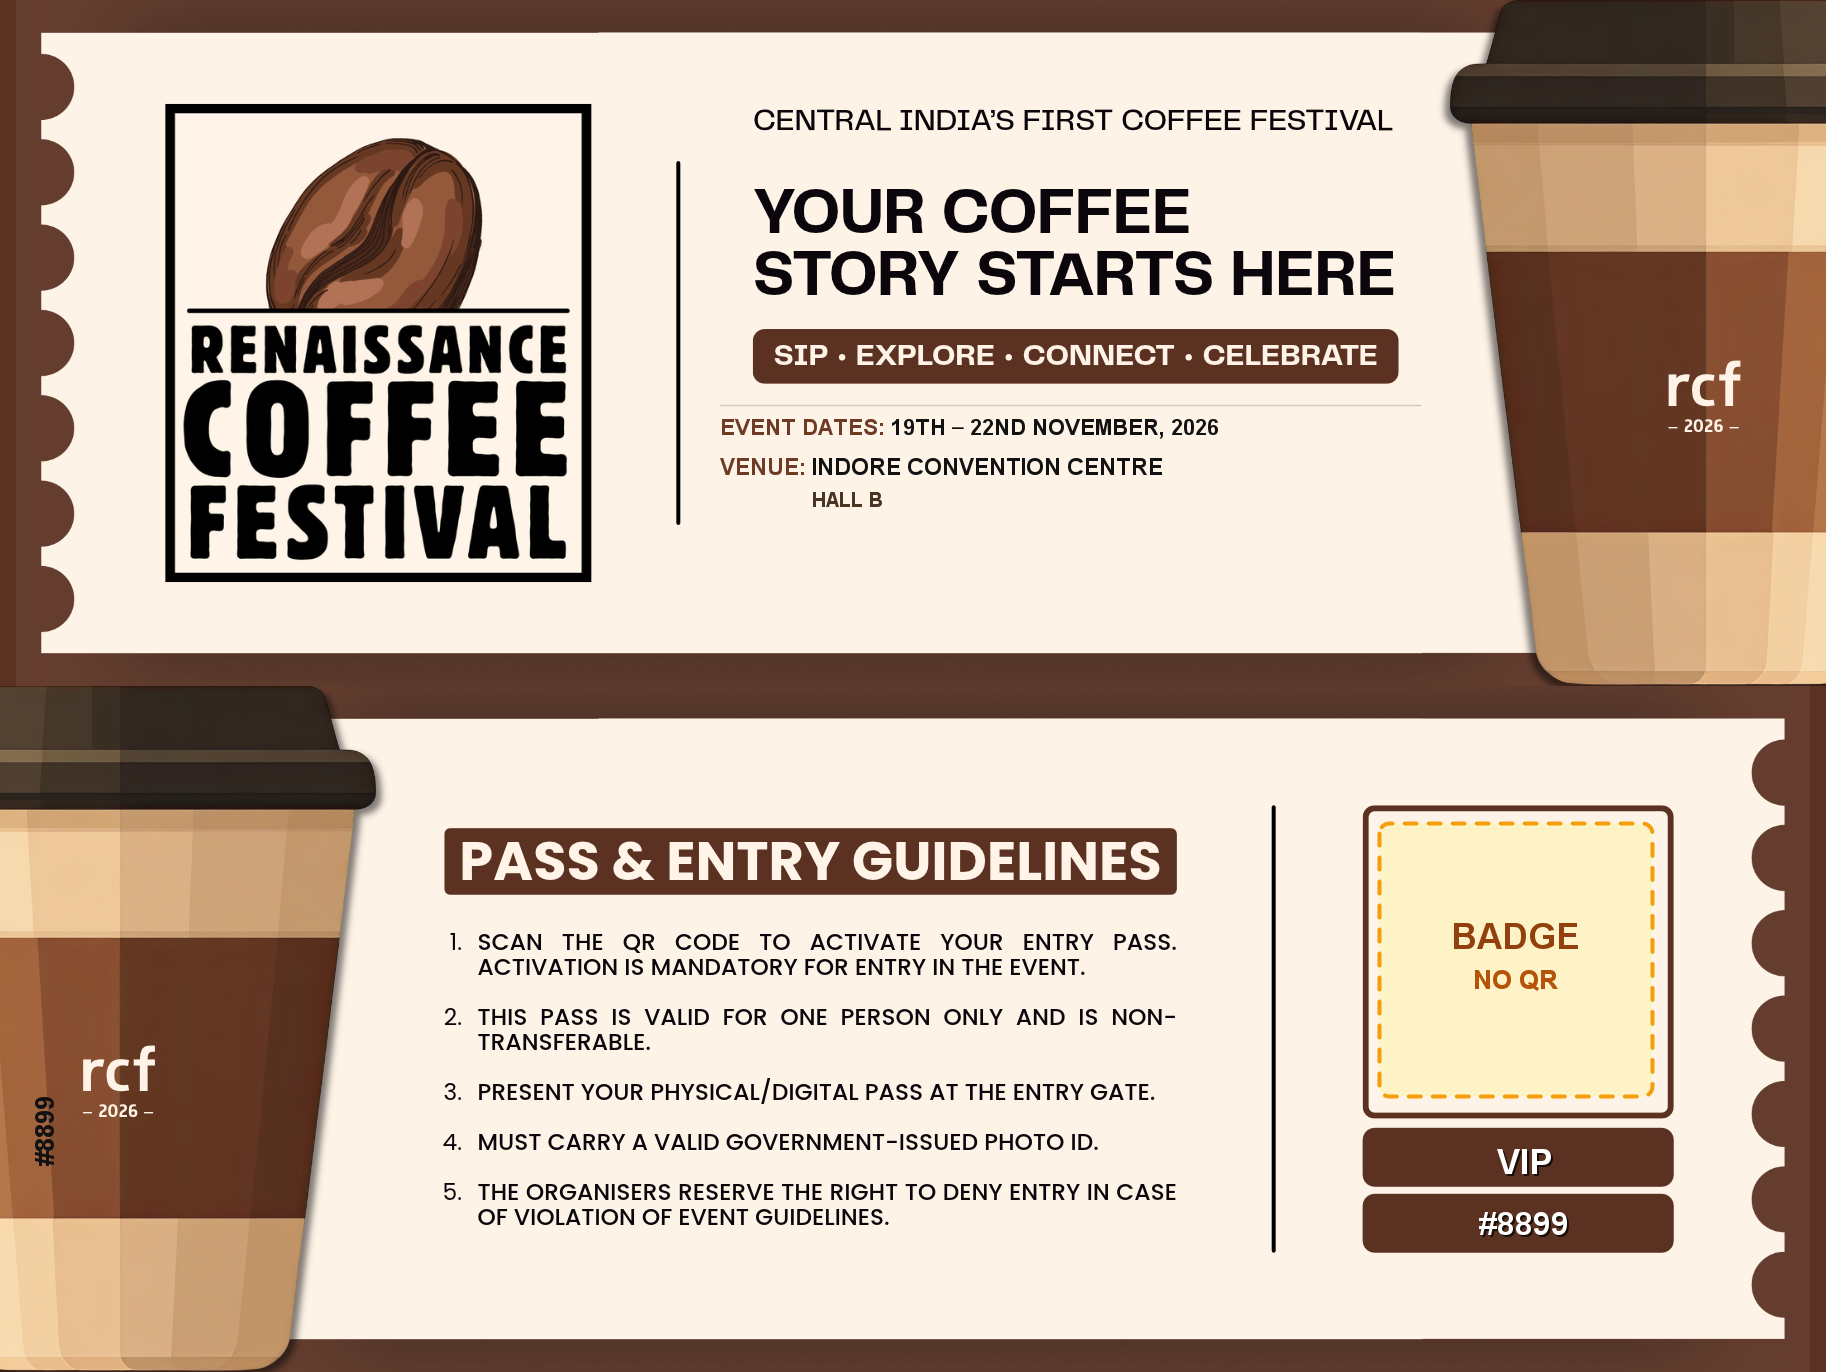 RENAISSANCE
COFFEE
FESTIVAL
CENTRAL INDIA'S FIRST COFFEE FESTIVAL
YOUR COFFEE
STORY STARTS HERE
SIP • EXPLORE • CONNECT • CELEBRATE
EVENT DATES: 19TH – 22ND NOVEMBER, 2026
VENUE: INDORE CONVENTION CENTRE
HALL B
rcf
– 2026 –
rcf
– 2026 –
#8899
PASS & ENTRY GUIDELINES
1. SCAN THE QR CODE TO ACTIVATE YOUR ENTRY PASS.
ACTIVATION IS MANDATORY FOR ENTRY IN THE EVENT.
2. THIS PASS IS VALID FOR ONE PERSON ONLY AND IS NON-
TRANSFERABLE.
3. PRESENT YOUR PHYSICAL/DIGITAL PASS AT THE ENTRY GATE.
4. MUST CARRY A VALID GOVERNMENT-ISSUED PHOTO ID.
5. THE ORGANISERS RESERVE THE RIGHT TO DENY ENTRY IN CASE
OF VIOLATION OF EVENT GUIDELINES.
BADGE
NO QR
VIP
#8899